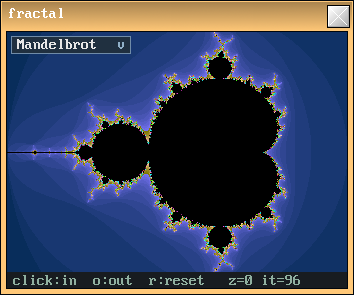 fractal
Mandelbrot v
click:in o:out r:reset z=0 it=96